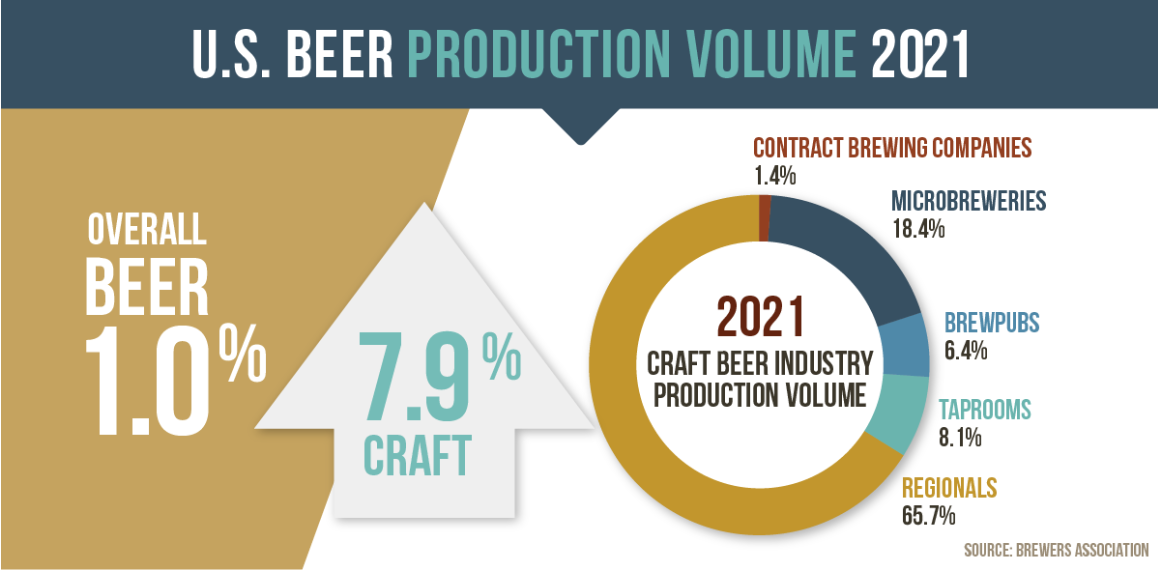 U.S. BEER PRODUCTION VOLUME 2021
OVERALL
BEER
1.0%
7.9%
CRAFT
CONTRACT BREWING COMPANIES
1.4%
MICROBREWERIES
18.4%
BREWPUBS
6.4%
TAPROOMS
8.1%
REGIONALS
65.7%
2021
CRAFT BEER INDUSTRY
PRODUCTION VOLUME
SOURCE: BREWERS ASSOCIATION